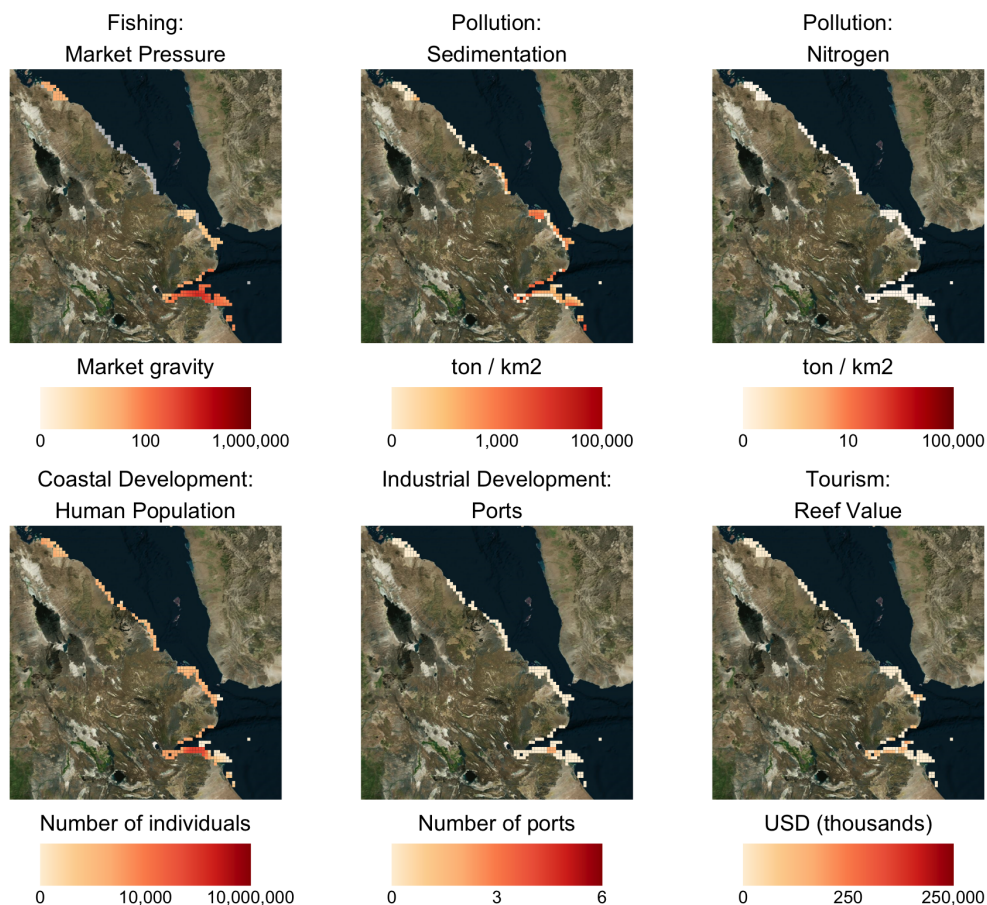 Fishing:
Market Pressure
Pollution:
Sedimentation
Pollution:
Nitrogen
Market gravity
0 100 1,000,000
ton / km2
0 1,000 100,000
ton / km2
0 10 100,000
Coastal Development:
Human Population
Industrial Development:
Ports
Tourism:
Reef Value
Number of individuals
0 10,000 10,000,000
Number of ports
0 3 6
USD (thousands)
0 250 250,000